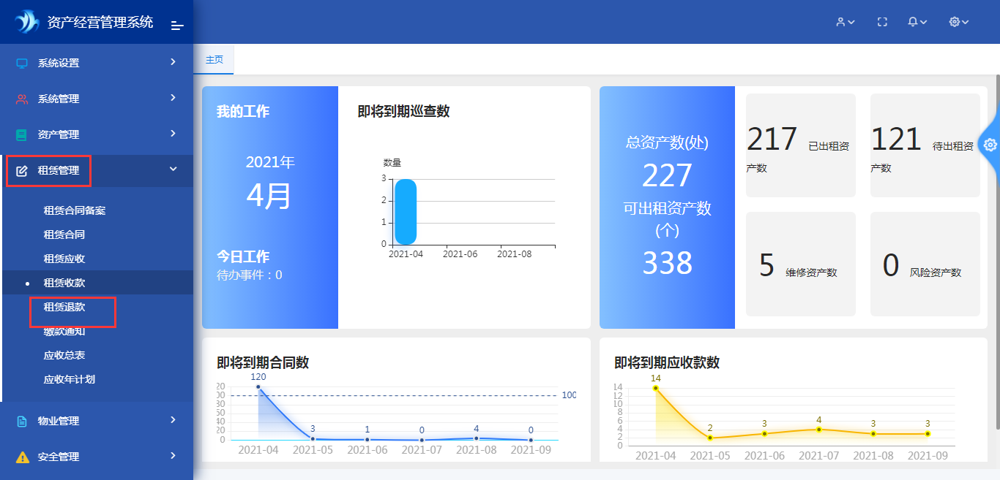 资产经营管理系统
系统设置
系统管理
资产管理
租赁管理
租赁合同备案
租赁合同
租赁应收
租赁收款
租赁退款
缴款通知
应收总表
应收年计划
物业管理
安全管理
主页
我的工作
2021年
4月
今日工作
待办事件：0
即将到期巡查数
数量
3
2
1
0
2021-04 2021-06 2021-08
总资产数(处)
227
可出租资产数
(个)
338
217 已出租资
产数
121 待出租资
产数
5 维修资产数
0 风险资产数
即将到期合同数
120
20
00
80
60
40
20
0
100
3 1 0 4 0
2021-04 2021-05 2021-06 2021-07 2021-08 2021-09
即将到期应收款数
14
14
12
10
8
6
4
2
0
2 3 4 3 3
2021-04 2021-05 2021-06 2021-07 2021-08 2021-09